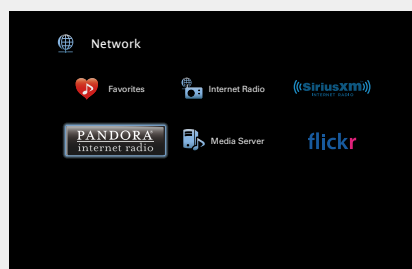 Network
Favorites
Internet Radio
((SiriusXM))
INTERNET RADIO
PANDORA
internet radio
Media Server
flickr